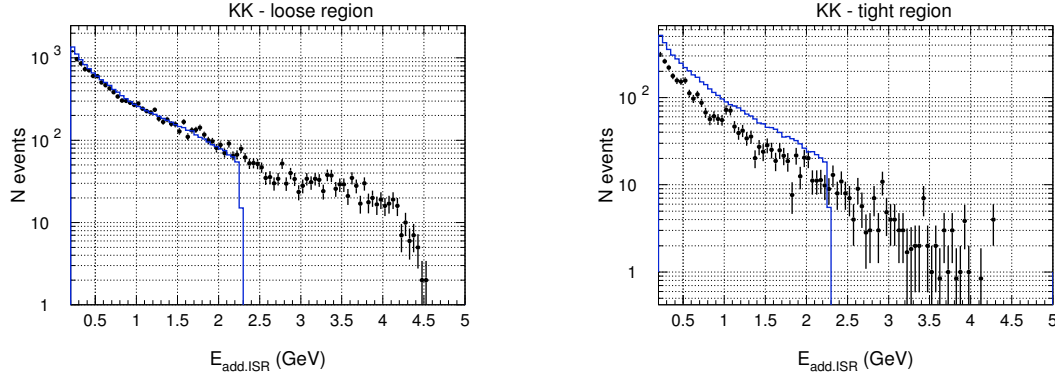 KK - loose region
N events
10 3
10 2
10
1
0.5 1 1.5 2 2.5 3 3.5 4 4.5 5
E add.ISR (GeV)
KK - tight region
N events
10 2
10
1
0.5 1 1.5 2 2.5 3 3.5 4 4.5 5
E add.ISR (GeV)